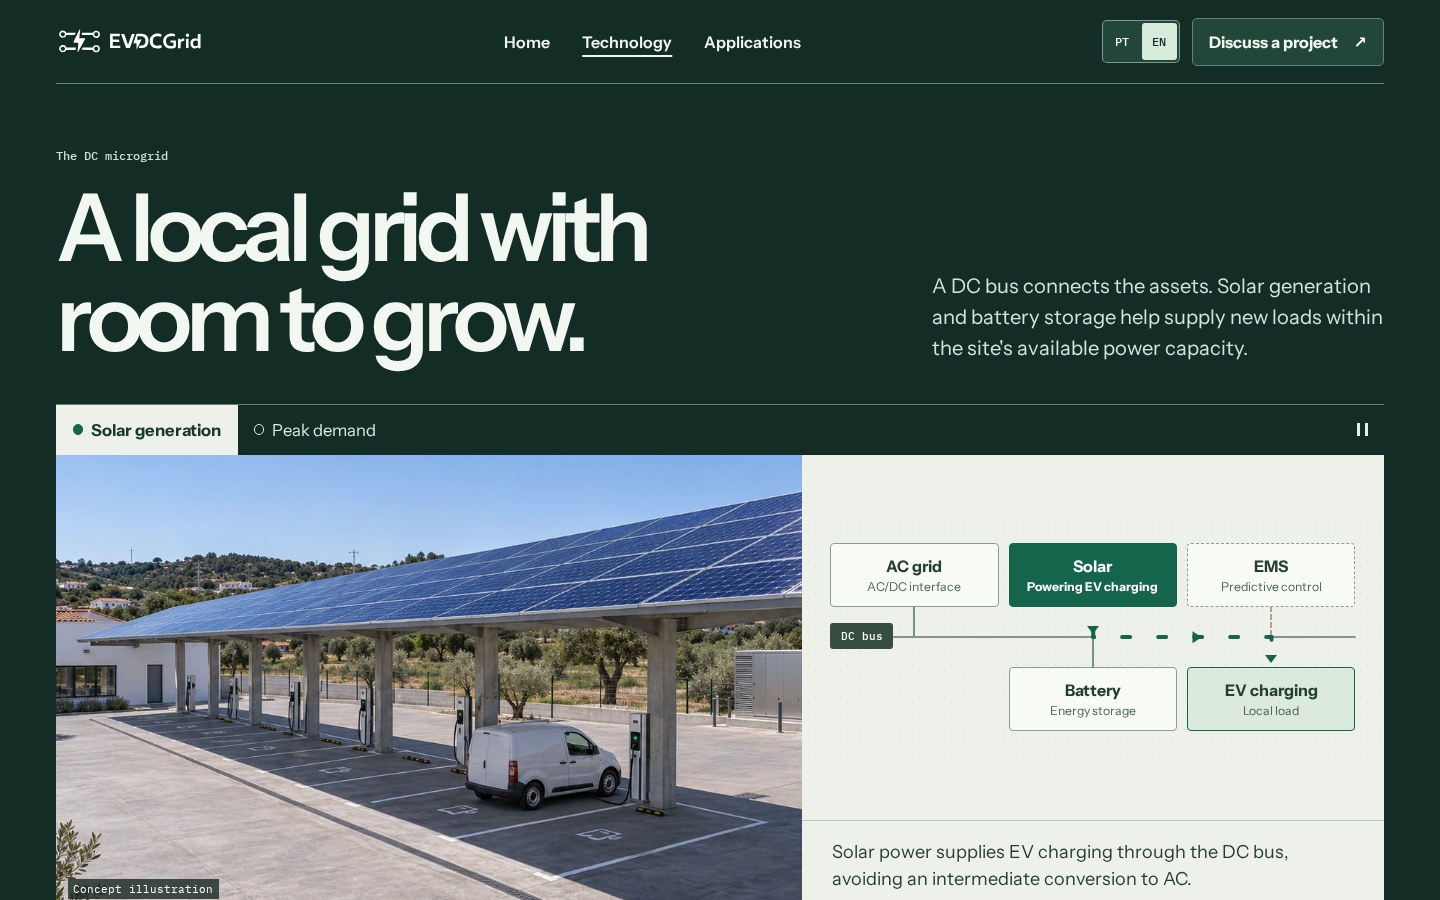 EVDCGrid
Home
Technology
Applications
PT
EN
Discuss a project ↗
The DC microgrid
A local grid with
room to grow.
A DC bus connects the assets. Solar generation
and battery storage help supply new loads within
the site's available power capacity.
Solar generation
Peak demand
AC grid
AC/DC interface
Solar
Powering EV charging
EMS
Predictive control
DC bus
Battery
Energy storage
EV charging
Local load
Concept illustration
Solar power supplies EV charging through the DC bus,
avoiding an intermediate conversion to AC.